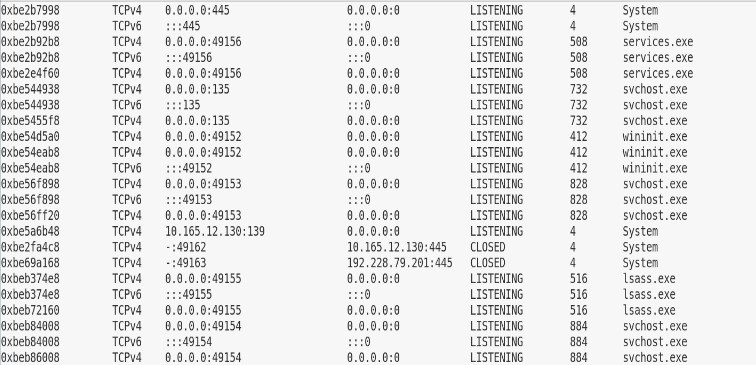 0xbe2b7998 TCPv4 0.0.0.0:445 0.0.0.0:0 LISTENING 4 System
0xbe2b7998 TCPv6 :::445 :::0 LISTENING 4 System
0xbe2b92b8 TCPv4 0.0.0.0:49156 0.0.0.0:0 LISTENING 508 services.exe
0xbe2b92b8 TCPv6 :::49156 :::0 LISTENING 508 services.exe
0xbe2e4f60 TCPv4 0.0.0.0:49156 0.0.0.0:0 LISTENING 508 services.exe
0xbe544938 TCPv4 0.0.0.0:135 0.0.0.0:0 LISTENING 732 svchost.exe
0xbe544938 TCPv6 :::135 :::0 LISTENING 732 svchost.exe
0xbe5455f8 TCPv4 0.0.0.0:135 0.0.0.0:0 LISTENING 732 svchost.exe
0xbe54d5a0 TCPv4 0.0.0.0:49152 0.0.0.0:0 LISTENING 412 wininit.exe
0xbe54eab8 TCPv4 0.0.0.0:49152 0.0.0.0:0 LISTENING 412 wininit.exe
0xbe54eab8 TCPv6 :::49152 :::0 LISTENING 412 wininit.exe
0xbe56f898 TCPv4 0.0.0.0:49153 0.0.0.0:0 LISTENING 828 svchost.exe
0xbe56f898 TCPv6 :::49153 :::0 LISTENING 828 svchost.exe
0xbe56ff20 TCPv4 0.0.0.0:49153 0.0.0.0:0 LISTENING 828 svchost.exe
0xbe5a6b48 TCPv4 10.165.12.130:139 0.0.0.0:0 LISTENING 4 System
0xbe2fa4c8 TCPv4 -:49162 10.165.12.130:445 CLOSED 4 System
0xbe69a168 TCPv4 -:49163 192.228.79.201:445 CLOSED 4 System
0xbeb374e8 TCPv4 0.0.0.0:49155 0.0.0.0:0 LISTENING 516 lsass.exe
0xbeb374e8 TCPv6 :::49155 :::0 LISTENING 516 lsass.exe
0xbeb72160 TCPv4 0.0.0.0:49155 0.0.0.0:0 LISTENING 516 lsass.exe
0xbeb84008 TCPv4 0.0.0.0:49154 0.0.0.0:0 LISTENING 884 svchost.exe
0xbeb84008 TCPv6 :::49154 :::0 LISTENING 884 svchost.exe
0xbeb86008 TCPv4 0.0.0.0:49154 0.0.0.0:0 LISTENING 884 svchost.exe